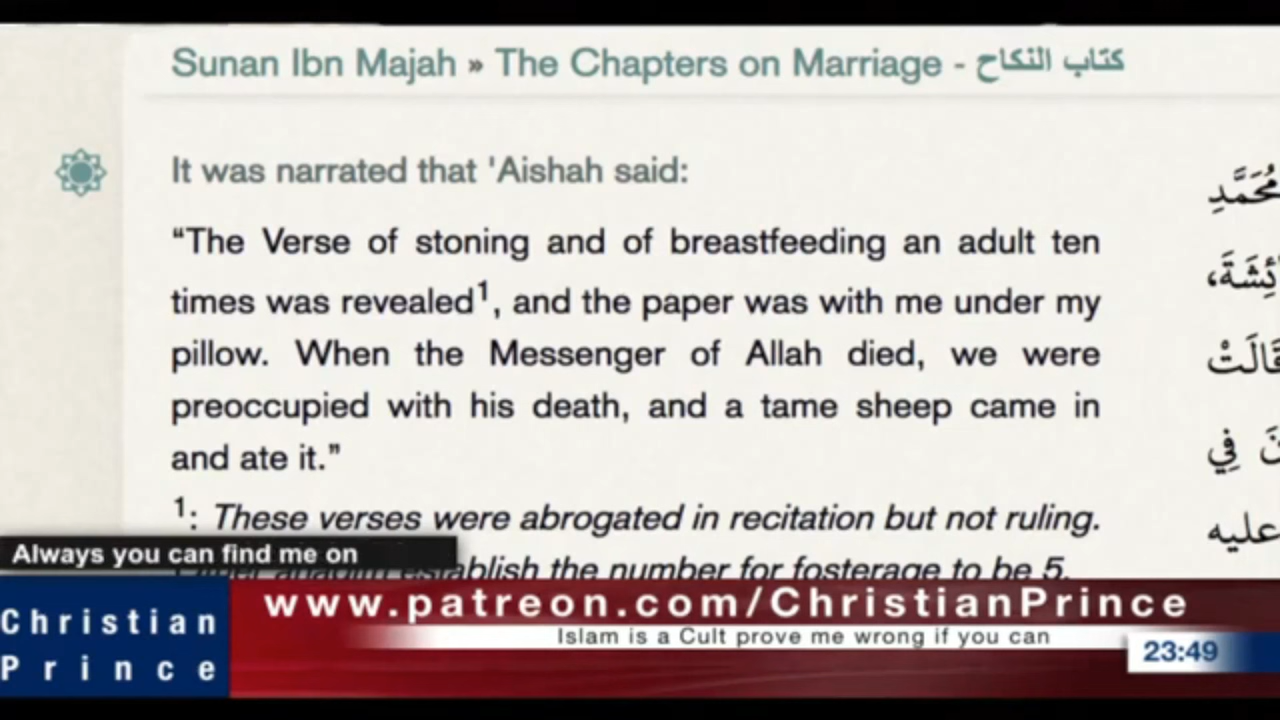 Sunan Ibn Majah » The Chapters on Marriage - كتاب النكاح
It was narrated that 'Aishah said:
“The Verse of stoning and of breastfeeding an adult ten
times was revealed¹, and the paper was with me under my
pillow. When the Messenger of Allah died, we were
preoccupied with his death, and a tame sheep came in
and ate it.”
¹: These verses were abrogated in recitation but not ruling.
establish the number for fosterage to be 5.
مُحَمَّدِ
قَالَتْ
فِي
عليه
Always you can find me on
Christian
Prince
www.patreon.com/ChristianPrince
Islam is a Cult prove me wrong if you can
23:49